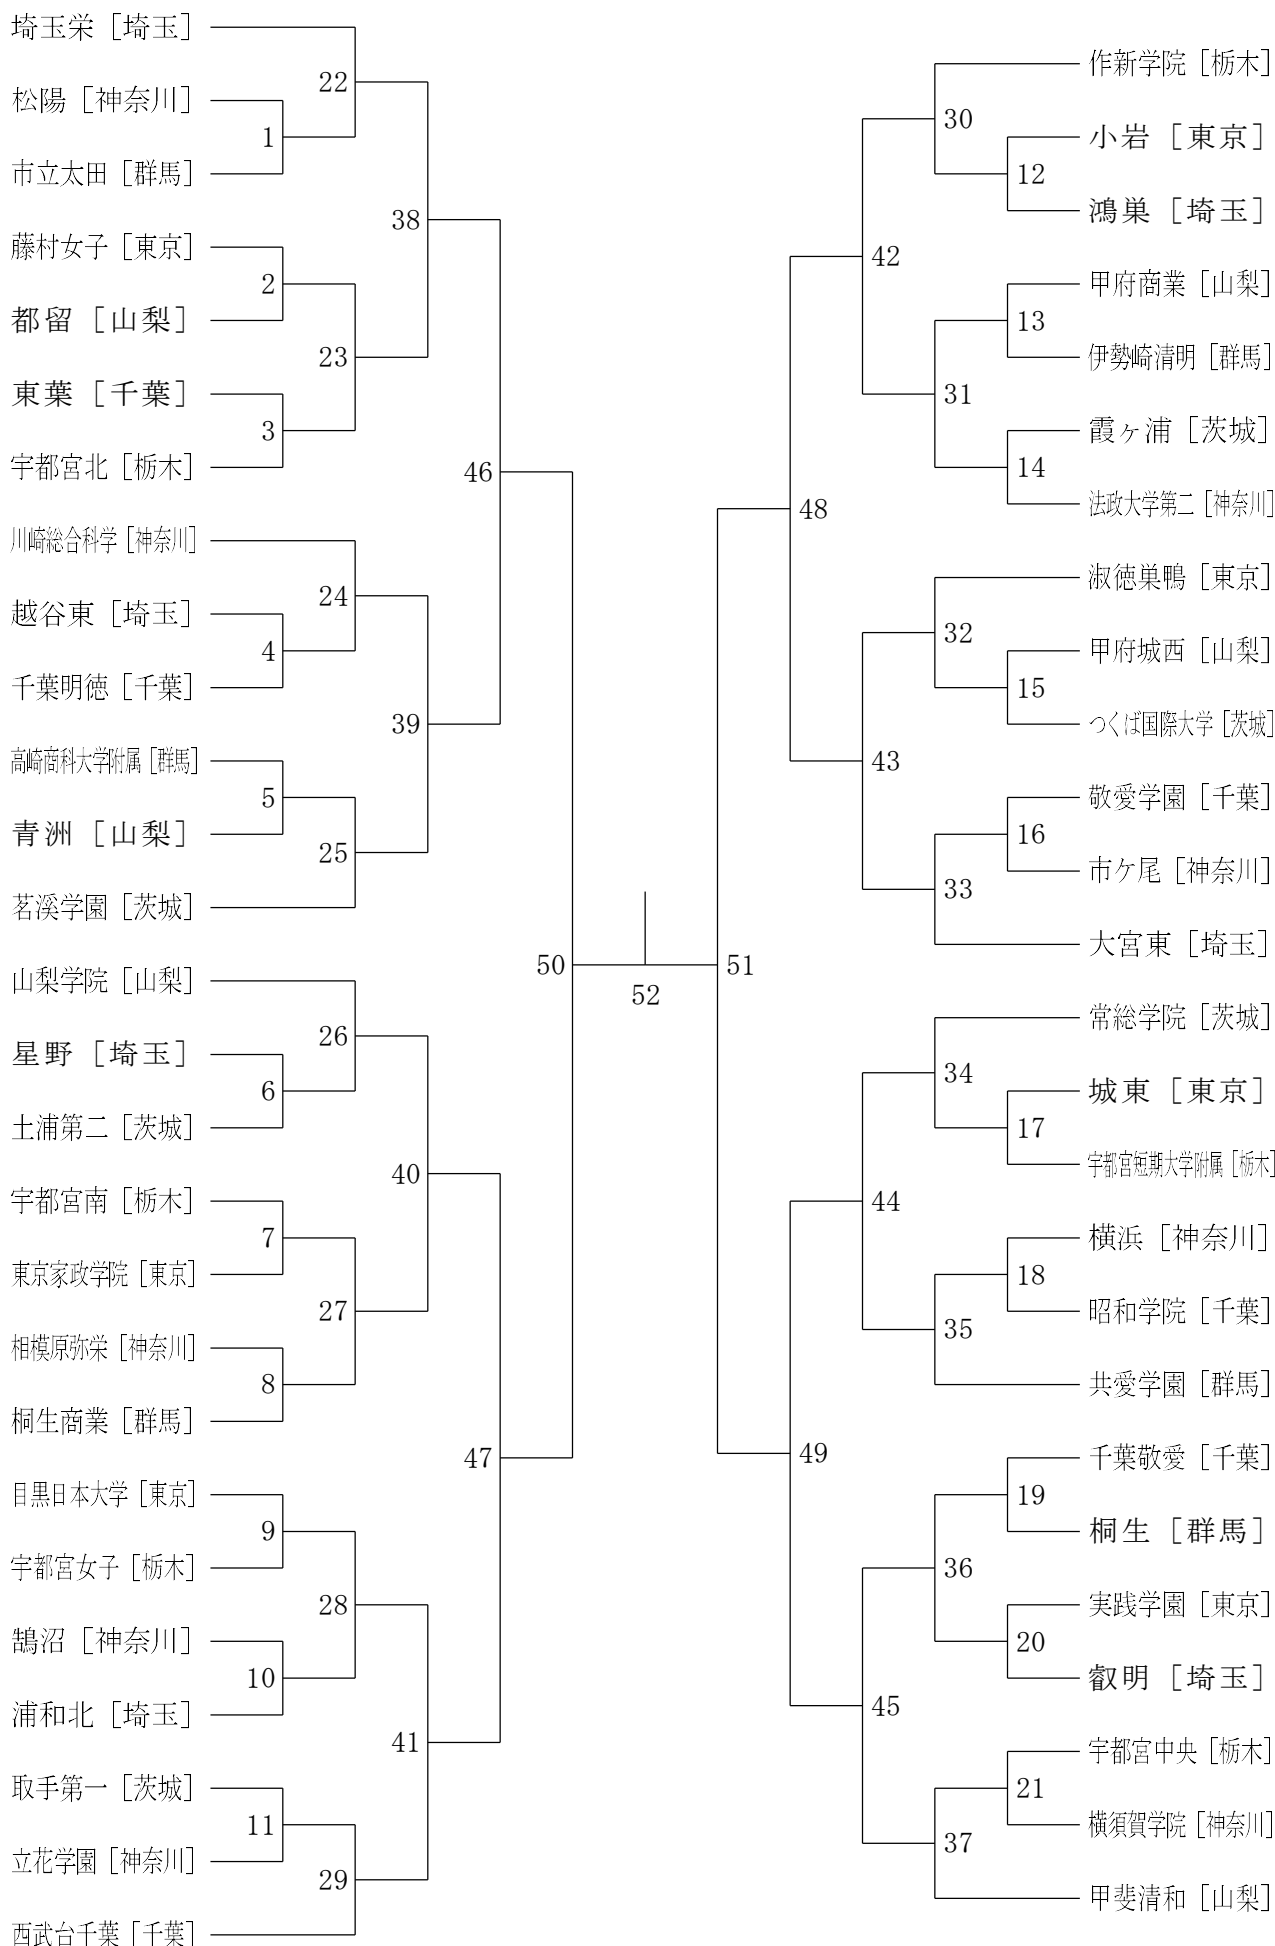 埼玉栄［埼玉］
松陽［神奈川］
市立太田［群馬］
藤村女子［東京］
都留［山梨］
東葉［千葉］
宇都宮北［栃木］
川崎総合科学［神奈川］
越谷東［埼玉］
千葉明徳［千葉］
高崎商科大学附属［群馬］
青洲［山梨］
茗溪学園［茨城］
山梨学院［山梨］
星野［埼玉］
土浦第二［茨城］
宇都宮南［栃木］
東京家政学院［東京］
相模原弥栄［神奈川］
桐生商業［群馬］
目黒日本大学［東京］
宇都宮女子［栃木］
鵠沼［神奈川］
浦和北［埼玉］
取手第一［茨城］
立花学園［神奈川］
西武台千葉［千葉］
1
2
3
4
5
6
7
8
9
10
11
22
23
24
25
26
27
28
29
38
39
40
41
46
47
50
52
51
48
49
42
43
44
45
30
31
32
33
34
35
36
37
12
13
14
15
16
17
18
19
20
21
作新学院［栃木］
小岩［東京］
鴻巣［埼玉］
甲府商業［山梨］
伊勢崎清明［群馬］
霞ヶ浦［茨城］
法政大学第二［神奈川］
淑徳巣鴨［東京］
甲府城西［山梨］
つくば国際大学［茨城］
敬愛学園［千葉］
市ケ尾［神奈川］
大宮東［埼玉］
常総学院［茨城］
城東［東京］
宇都宮短期大学附属［栃木］
横浜［神奈川］
昭和学院［千葉］
共愛学園［群馬］
千葉敬愛［千葉］
桐生［群馬］
実践学園［東京］
叡明［埼玉］
宇都宮中央［栃木］
横須賀学院［神奈川］
甲斐清和［山梨］